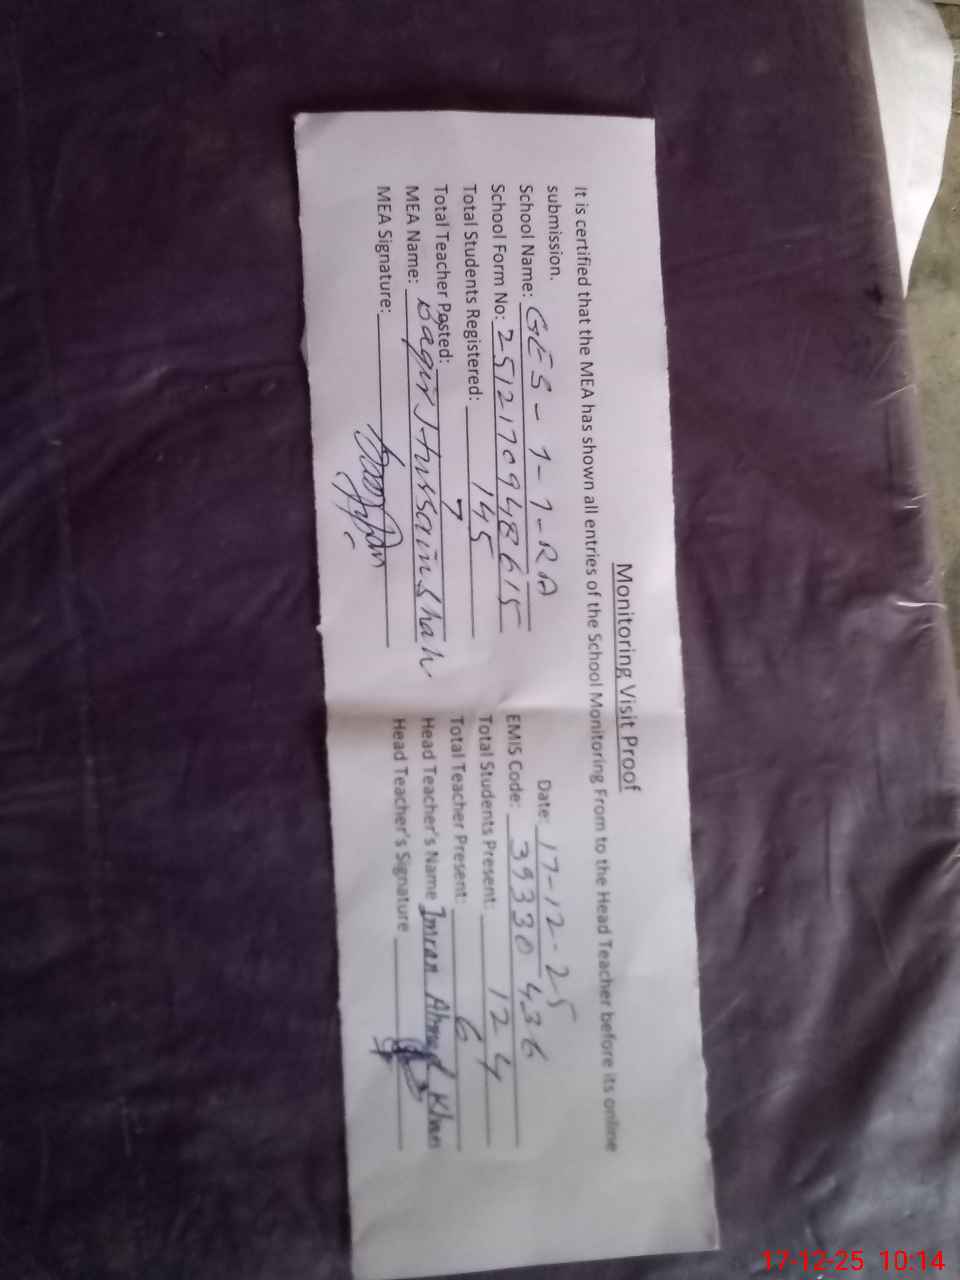 Monitoring Visit Proof
It is certified that the MEA has shown all entries of the School Monitoring From to the Head Teacher before its online
submission.
Date: 17-12-25
School Name: GES - 1-1-RA EMIS Code: 39330436
School Form No: 251217094B615 Total Students Present: 124
Total Students Registered: 145 Total Teacher Present: 6
Total Teacher Posted: 7 Head Teacher's Name Imran Ahmad Khan
MEA Name: Baqir Hussain Shah Head Teacher's Signature
MEA Signature:
17-12-25 10:14